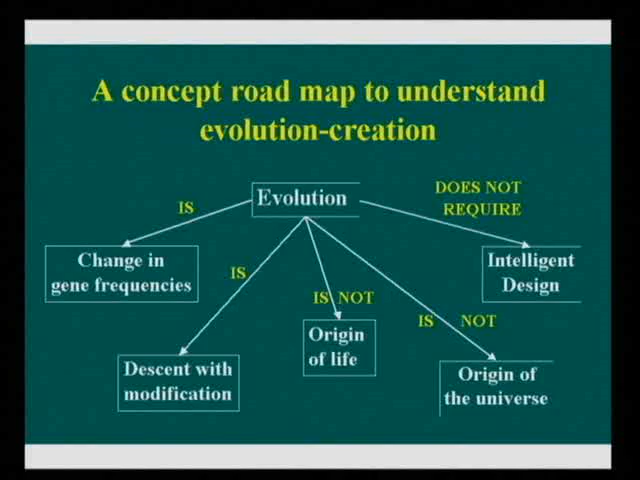 A concept road map to understand
evolution-creation
Evolution
DOES NOT
REQUIRE
IS
Change in
gene frequencies
Intelligent
Design
IS
IS NOT
IS NOT
Origin
of life
Descent with
modification
Origin of
the universe